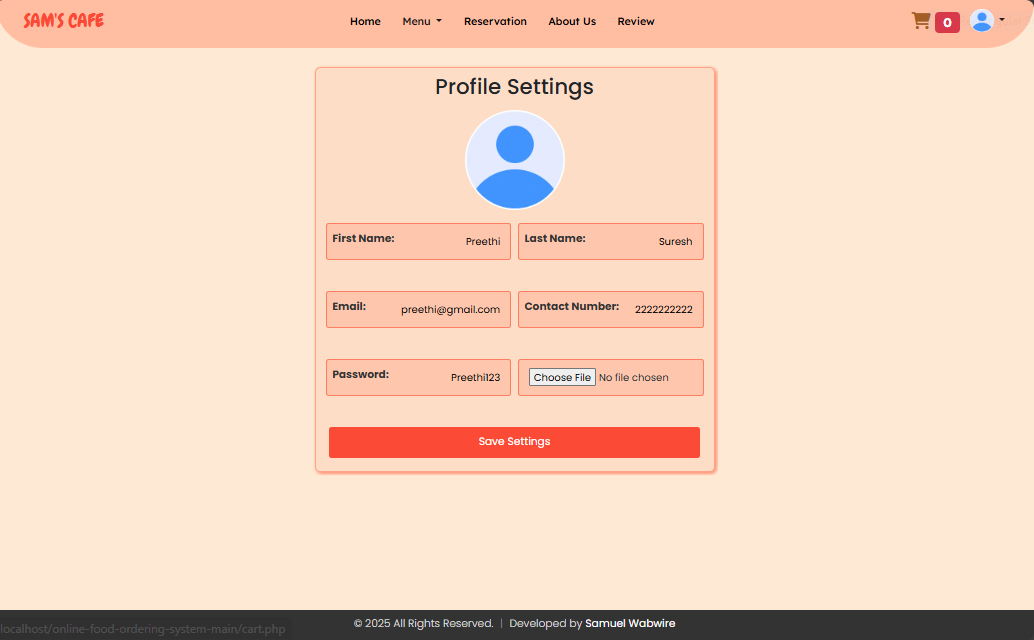 SAM'S CAFE Home Menu Reservation About Us Review 0
Profile Settings
First Name: Preethi Last Name: Suresh
Email: preethi@gmail.com Contact Number: 2222222222
Password: Preethi123 Choose File No file chosen
Save Settings
© 2025 All Rights Reserved. | Developed by Samuel Wabwire
localhost/online-food-ordering-system-main/cart.php